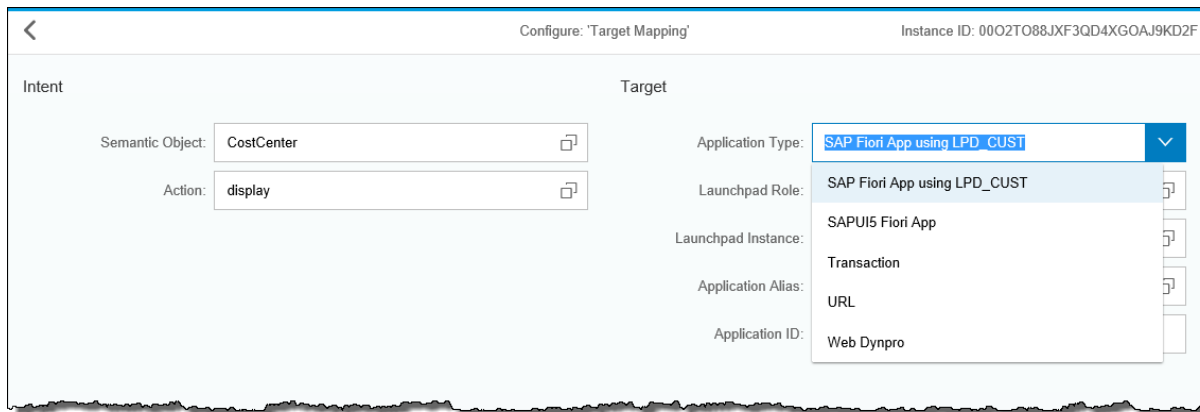 Configure: 'Target Mapping'
Instance ID: 00O2TO88JXF3QD4XGOAJ9KD2F
Intent
Target
Semantic Object: CostCenter
Action: display
Application Type: SAP Fiori App using LPD_CUST
SAP Fiori App using LPD_CUST
SAPUI5 Fiori App
Transaction
URL
Web Dynpro
Launchpad Role:
Launchpad Instance:
Application Alias:
Application ID: